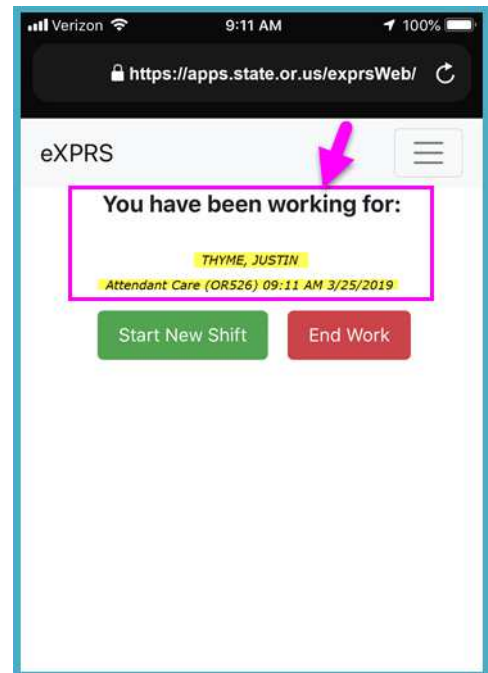 Verizon 9:11 AM 100%
https://apps.state.or.us/exprsWeb/
eXPRS
You have been working for:
THYME, JUSTIN
Attendant Care (OR526) 09:11 AM 3/25/2019
Start New Shift End Work